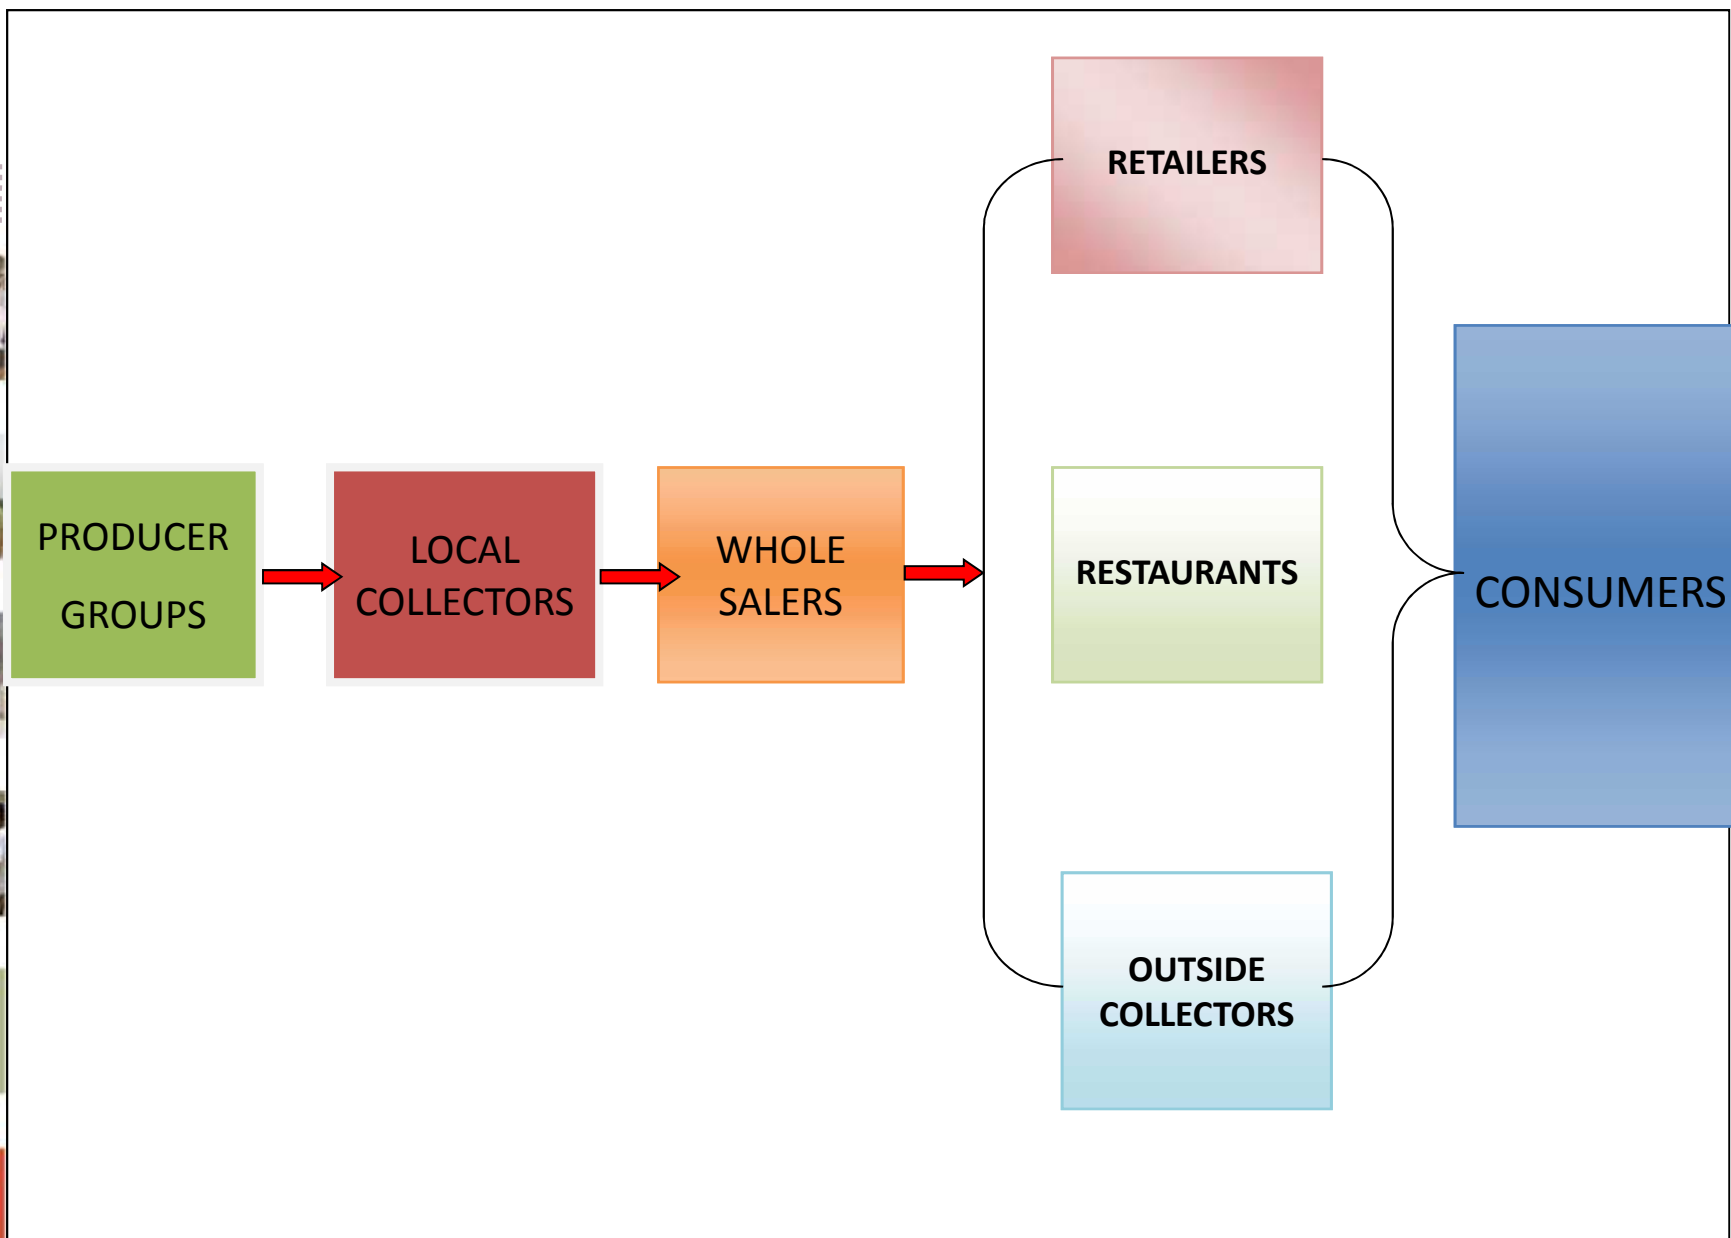 PRODUCER
GROUPS
LOCAL
COLLECTORS
WHOLE
SALERS
RETAILERS
RESTAURANTS
OUTSIDE
COLLECTORS
CONSUMERS